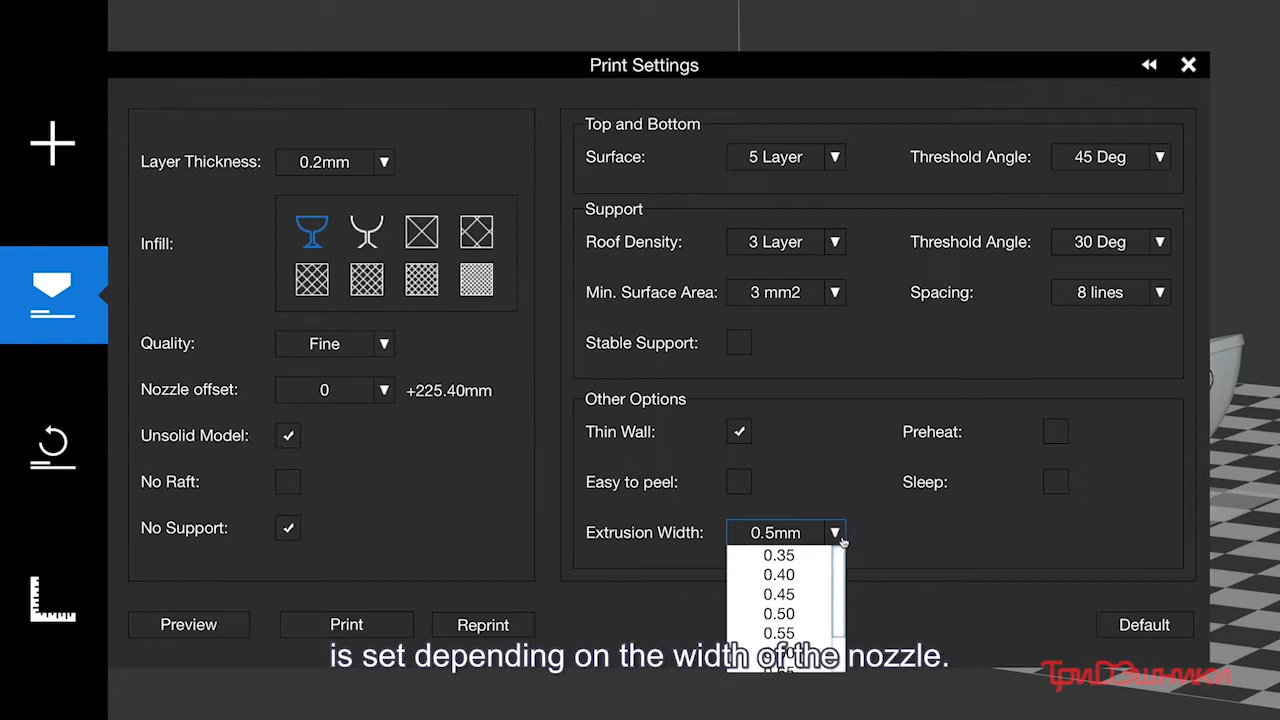 Print Settings
Layer Thickness: 0.2mm
Infill:
Quality: Fine
Nozzle offset: 0 +225.40mm
Unsolid Model:
No Raft:
No Support:
Preview Print Reprint
Top and Bottom
Surface: 5 Layer Threshold Angle: 45 Deg
Support
Roof Density: 3 Layer Threshold Angle: 30 Deg
Min. Surface Area: 3 mm2 Spacing: 8 lines
Stable Support:
Other Options
Thin Wall: Preheat:
Easy to peel: Sleep:
Extrusion Width: 0.5mm
0.35
0.40
0.45
0.50
0.55
Default
is set depending on the width of the nozzle.